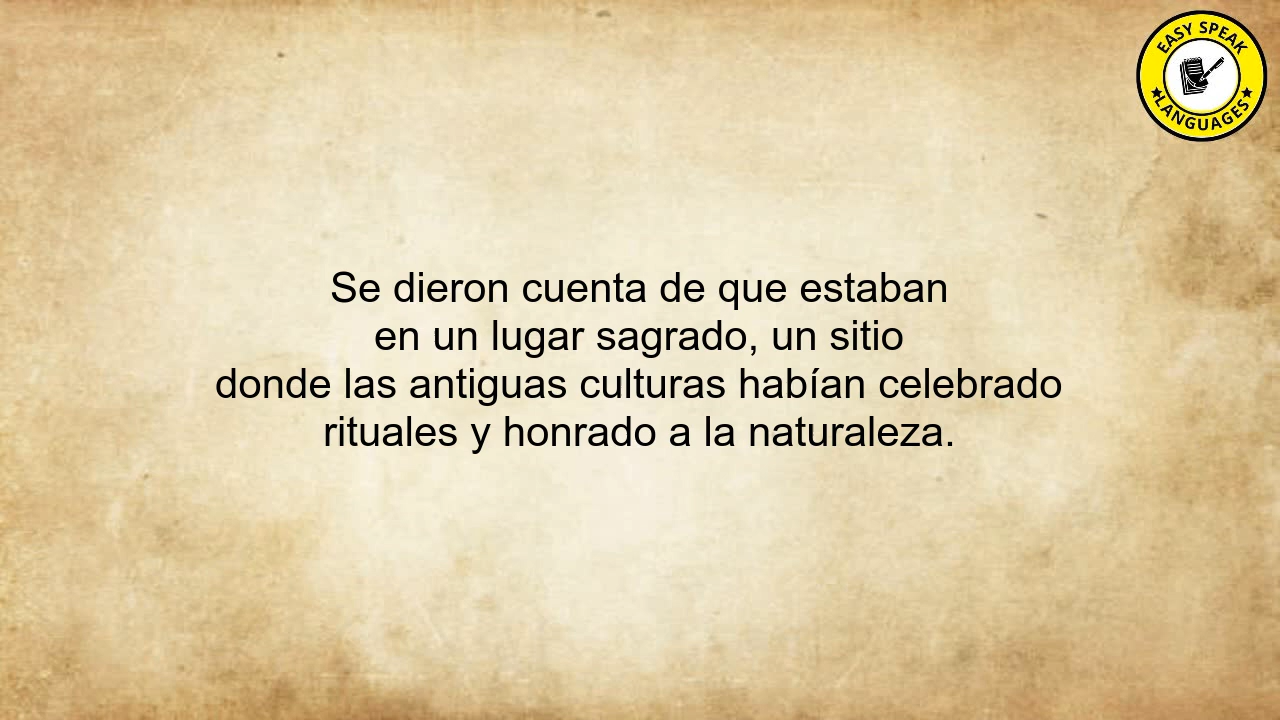 EASY SPEAK
LANGUAGES
Se dieron cuenta de que estaban
en un lugar sagrado, un sitio
donde las antiguas culturas habían celebrado
rituales y honrado a la naturaleza.